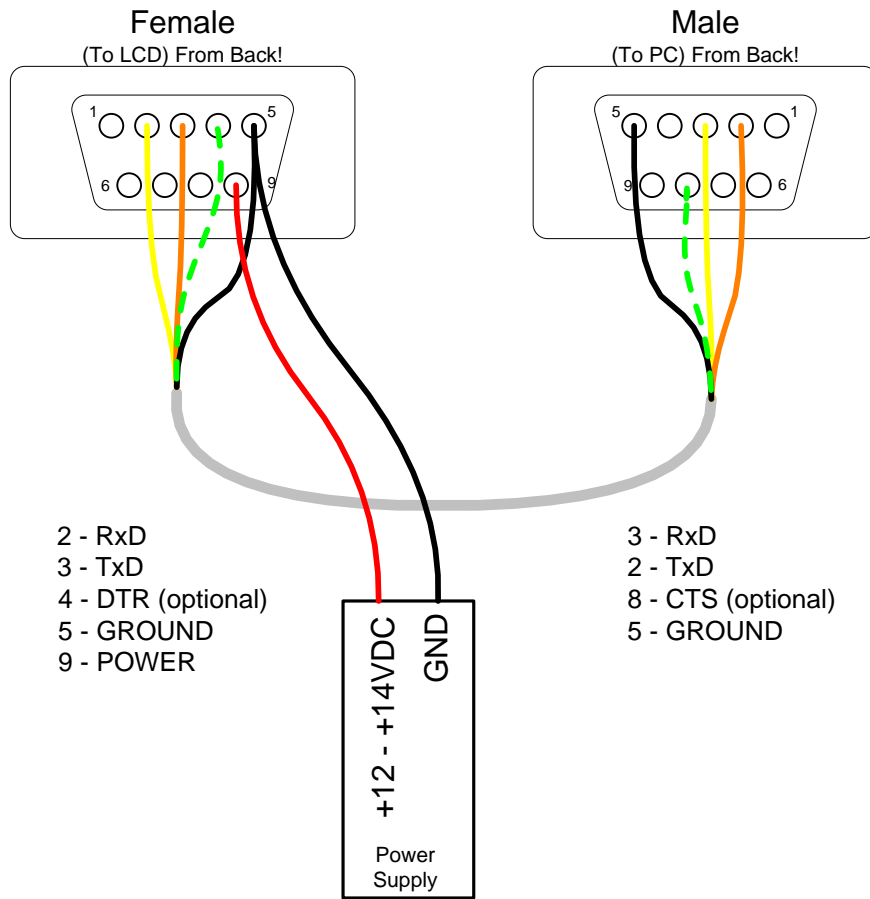 Female
(To LCD) From Back!
1
5
6
9
Male
(To PC) From Back!
5
1
9
6
2 - RxD
3 - TxD
4 - DTR (optional)
5 - GROUND
9 - POWER
3 - RxD
2 - TxD
8 - CTS (optional)
5 - GROUND
+12 - +14VDC
GND
Power
Supply